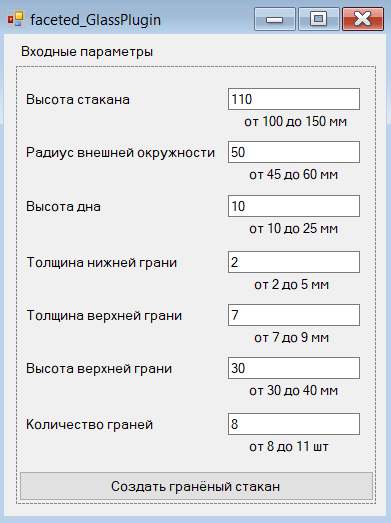 faceted_GlassPlugin
Входные параметры
Высота стакана 110
от 100 до 150 мм
Радиус внешней окружности 50
от 45 до 60 мм
Высота дна 10
от 10 до 25 мм
Толщина нижней грани 2
от 2 до 5 мм
Толщина верхней грани 7
от 7 до 9 мм
Высота верхней грани 30
от 30 до 40 мм
Количество граней 8
от 8 до 11 шт
Создать гранёный стакан